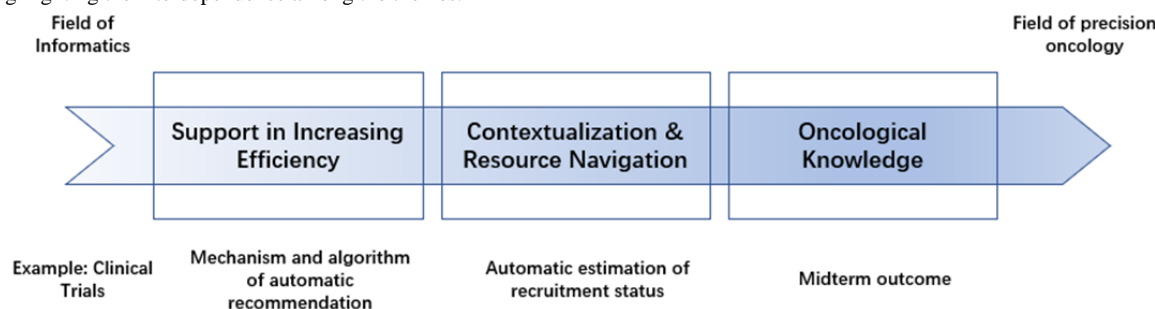 Field of
Informatics
Field of precision
oncology
Support in Increasing
Efficiency
Contextualization &
Resource Navigation
Oncological
Knowledge
Example: Clinical
Trials
Mechanism and algorithm
of automatic
recommendation
Automatic estimation of
recruitment status
Midterm outcome